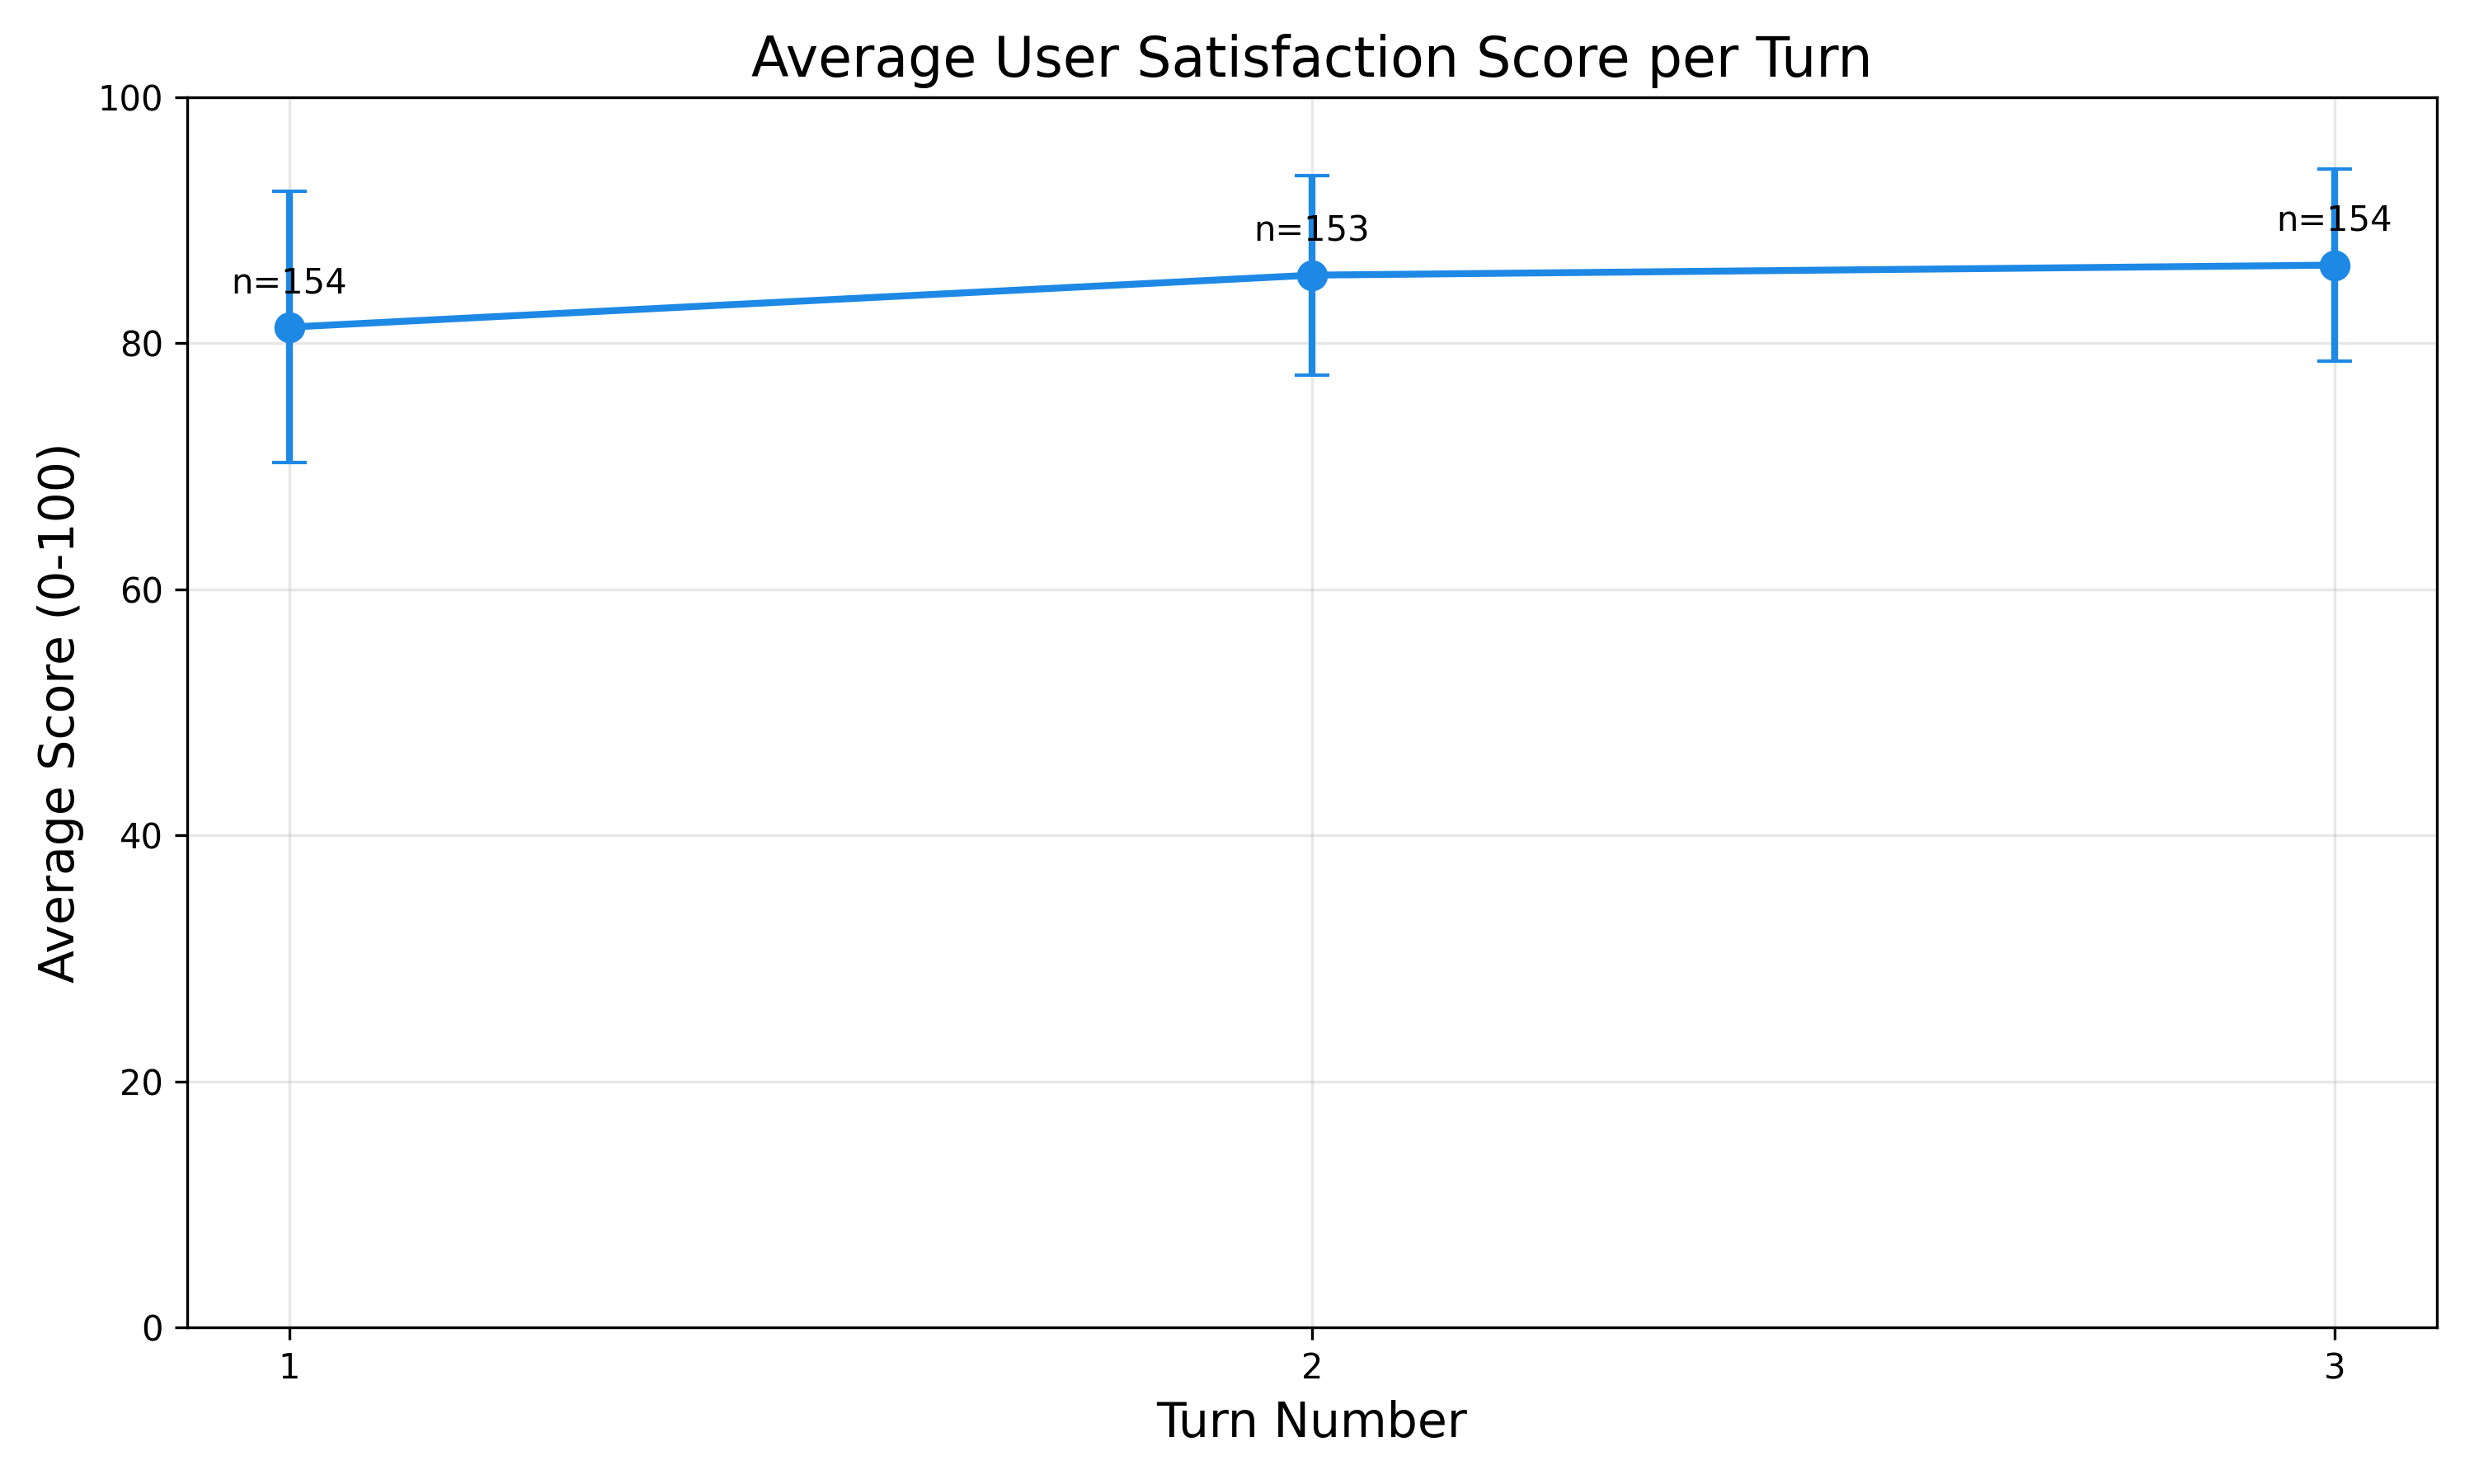 Average User Satisfaction Score per Turn
100
80
60
40
20
0
Average Score (0-100)
n=154
n=153
n=154
1
2
3
Turn Number